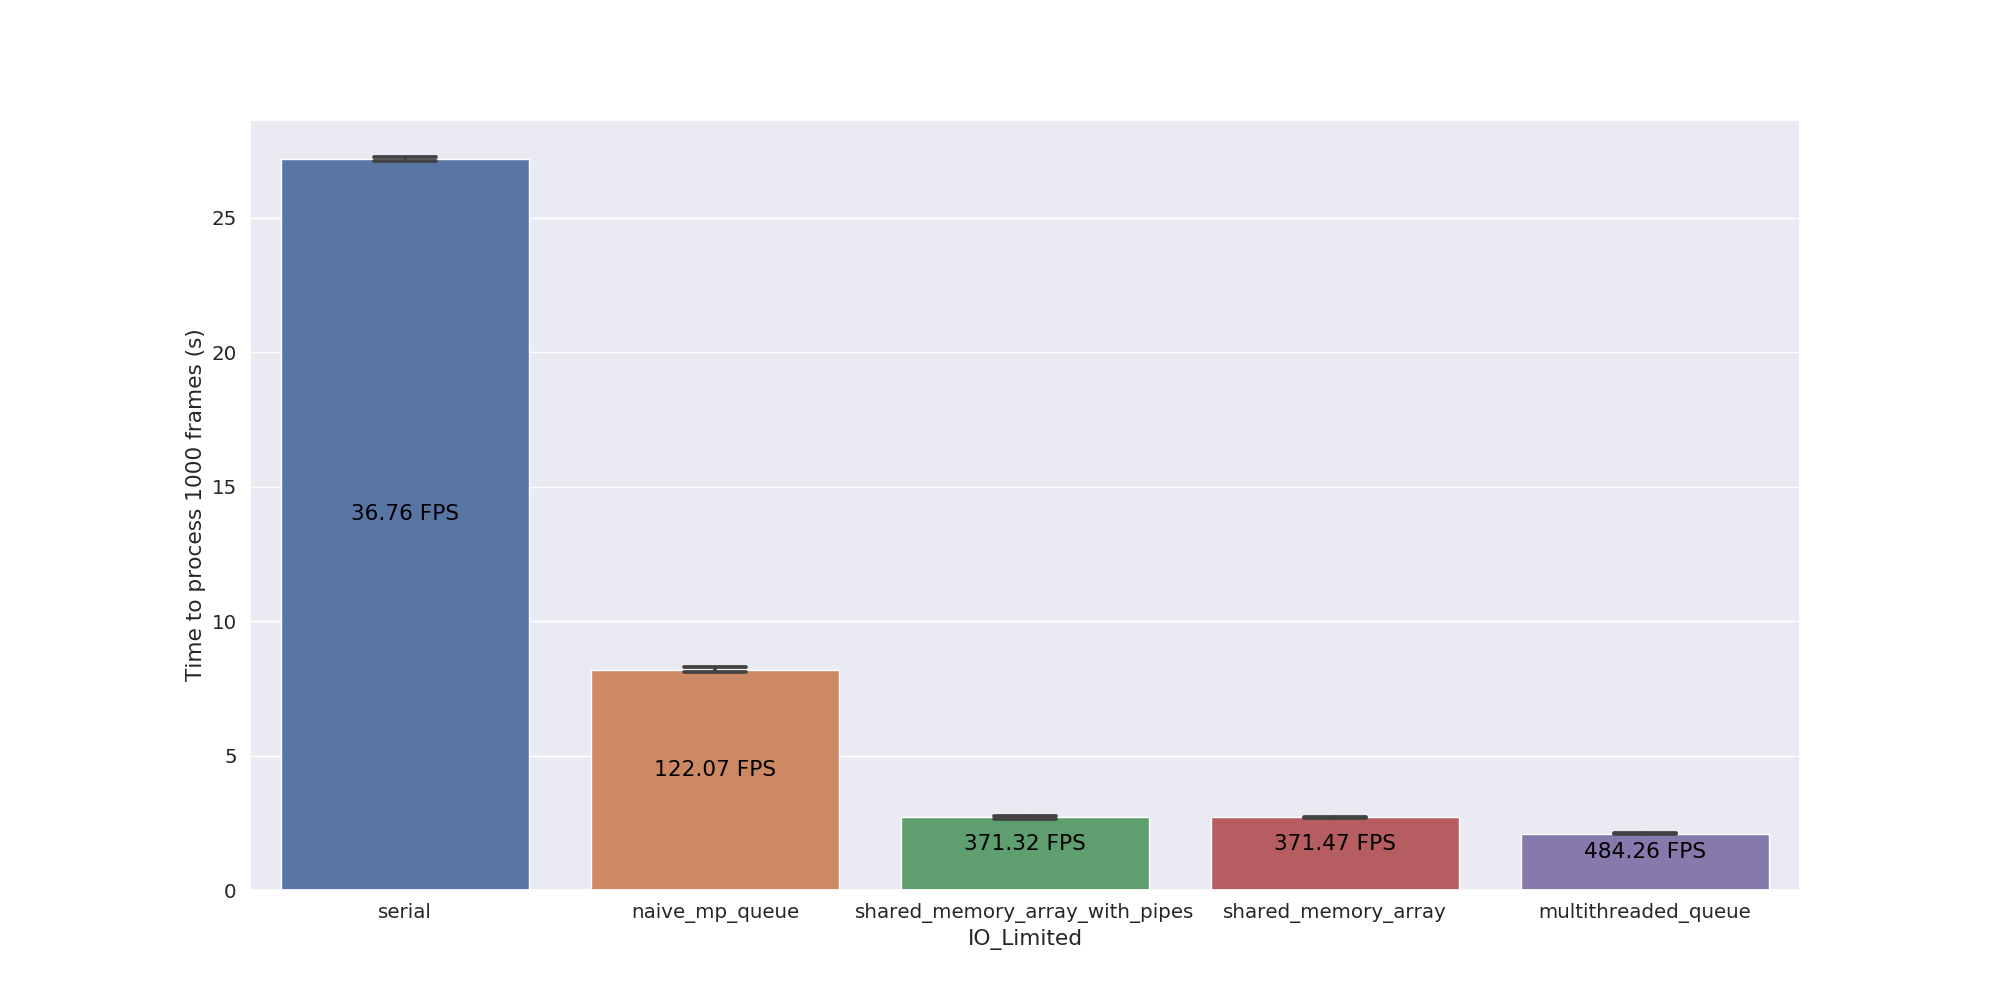 Time to process 1000 frames (s)
25
20
15
10
5
0
36.76 FPS
122.07 FPS
371.32 FPS
371.47 FPS
484.26 FPS
serial
naive_mp_queue
shared_memory_array_with_pipes
shared_memory_array
multithreaded_queue
IO_Limited